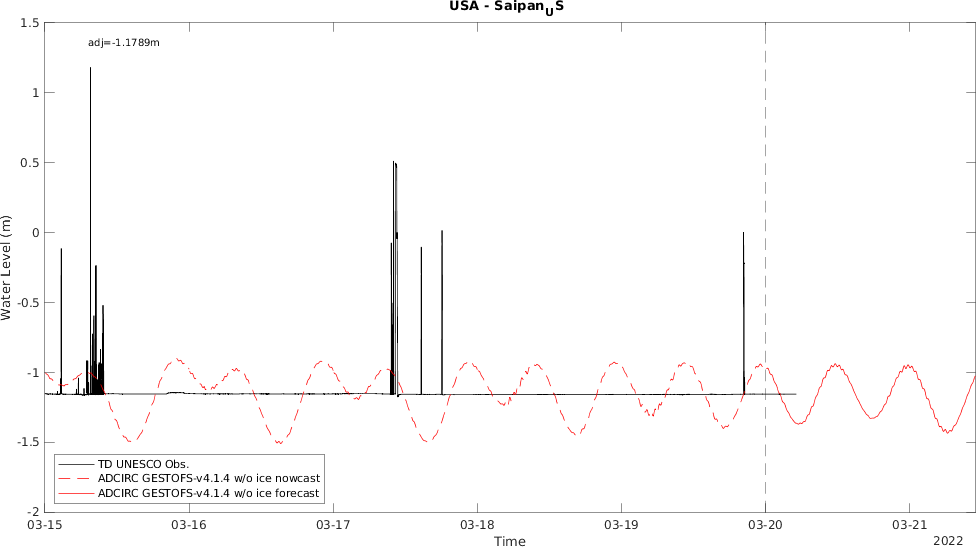 USA - Saipan_US
adj=-1.1789m
1.5
1
0.5
0
-0.5
-1
-1.5
-2
Water Level (m)
TD UNESCO Obs.
ADCIRC GESTOFS-v4.1.4 w/o ice nowcast
ADCIRC GESTOFS-v4.1.4 w/o ice forecast
03-15 03-16 03-17 03-18 03-19 03-20 03-21
Time
2022